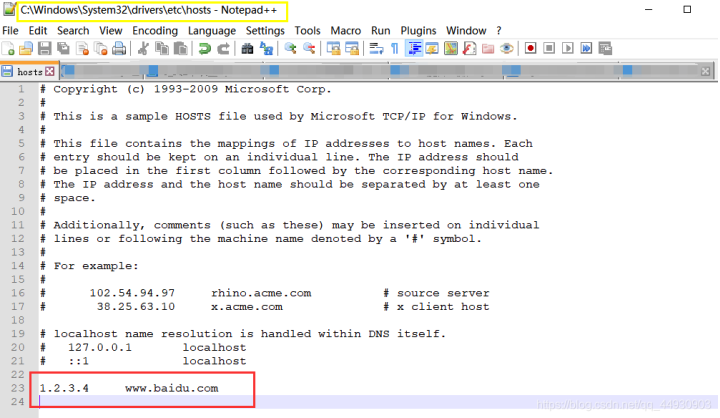 C:\Windows\System32\drivers\etc\hosts - Notepad++
File Edit Search View Encoding Language Settings Tools Macro Run Plugins Window ?
hosts
1 # Copyright (c) 1993-2009 Microsoft Corp.
2 #
3 # This is a sample HOSTS file used by Microsoft TCP/IP for Windows.
4 #
5 # This file contains the mappings of IP addresses to host names. Each
6 # entry should be kept on an individual line. The IP address should
7 # be placed in the first column followed by the corresponding host name.
8 # The IP address and the host name should be separated by at least one
9 # space.
10 #
11 # Additionally, comments (such as these) may be inserted on individual
12 # lines or following the machine name denoted by a '#' symbol.
13 #
14 # For example:
15 #
16 #      102.54.94.97     rhino.acme.com          # source server
17 #       38.25.63.10     x.acme.com              # x client host
18
19 # localhost name resolution is handled within DNS itself.
20 #   127.0.0.1       localhost
21 #   ::1             localhost
22
23 1.2.3.4     www.baidu.com
24
https://blog.csdn.net/qq_44930903